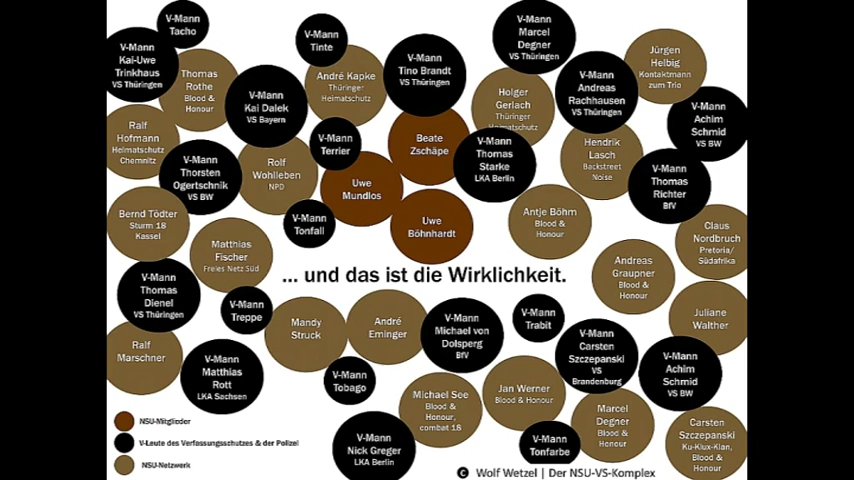 V-Mann
Tacho
V-Mann
Kai-Uwe
Trinkhaus
VS Thüringen
Thomas
Rothe
Blood &
Honour
V-Mann
Tinte
André Kapke
Thüringer
Heimatschutz
V-Mann
Kai Dalek
VS Bayern
V-Mann
Tino Brandt
VS Thüringen
V-Mann
Marcel
Degner
VS Thüringen
Holger
Gerlach
Thüringer
Heimatschutz
V-Mann
Andreas
Rachhausen
VS Thüringen
Jürgen
Helbig
Kontaktmann
zum Trio
V-Mann
Achim
Schmid
VS BW
Ralf
Hofmann
Heimatschutz
Chemnitz
V-Mann
Thorsten
Ogertschnik
VS BW
Rolf
Wohlleben
NPD
V-Mann
Terrier
Beate
Zschäpe
Uwe
Mundlos
Uwe
Böhnhardt
V-Mann
Thomas
Starke
LKA Berlin
Hendrik
Lasch
Backstreet
Noise
V-Mann
Thomas
Richter
BfV
Bernd Tödter
Sturm 18
Kassel
Matthias
Fischer
Freies Netz Süd
V-Mann
Tonfall
Antje Böhm
Blood &
Honour
Claus
Nordbruch
Pretoria/
Südafrika
Andreas
Graupner
Blood &
Honour
... und das ist die Wirklichkeit.
V-Mann
Thomas
Dienel
VS Thüringen
V-Mann
Treppe
Mandy
Struck
André
Eminger
V-Mann
Michael von
Dolsperg
BfV
V-Mann
Trabit
Juliane
Walther
Ralf
Marschner
V-Mann
Matthias
Rott
LKA Sachsen
V-Mann
Tobago
V-Mann
Carsten
Szczepanski
VS
Brandenburg
V-Mann
Achim
Schmid
VS BW
Michael See
Blood &
Honour,
combat 18
Jan Werner
Blood & Honour
Marcel
Degner
Blood &
Honour
Carsten
Szczepanski
Ku-Klux-Klan,
Blood &
Honour
V-Mann
Nick Greger
LKA Berlin
V-Mann
Tonfarbe
NSU-Mitglieder
V-Leute des Verfassungsschutzes & der Polizei
NSU-Netzwerk
C Wolf Wetzel | Der NSU-VS-Komplex